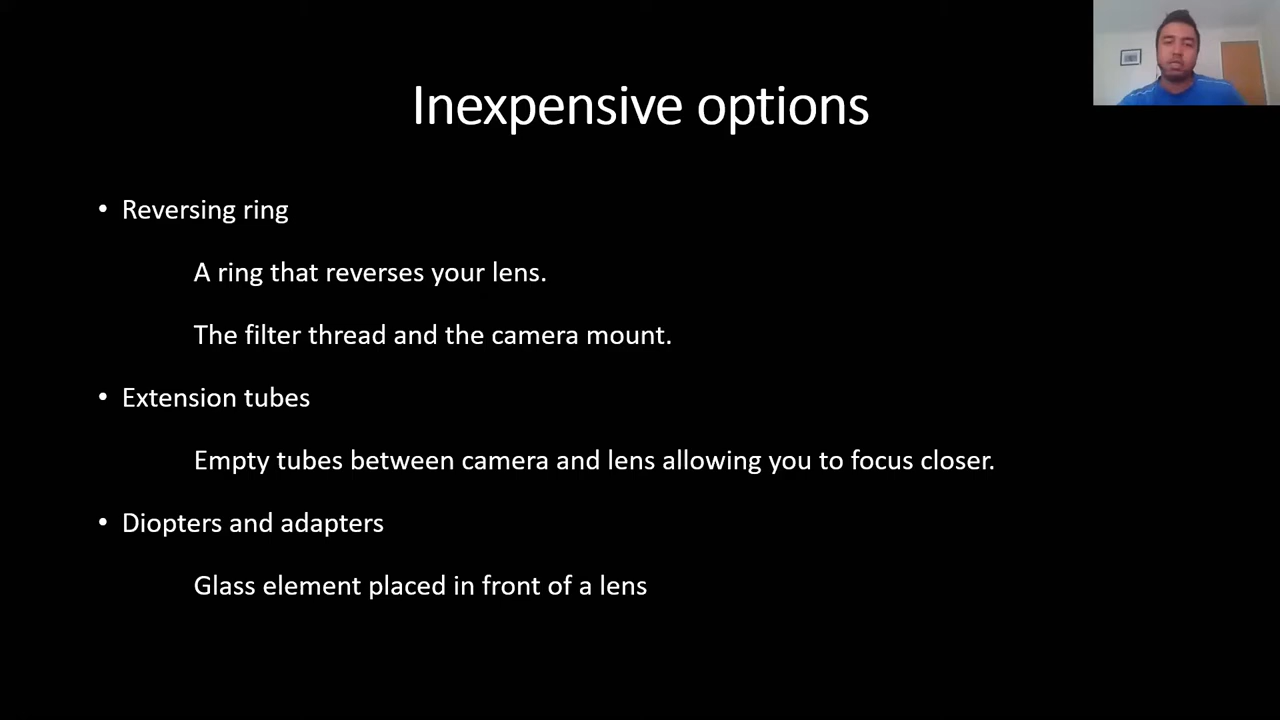 Inexpensive options
• Reversing ring
A ring that reverses your lens.
The filter thread and the camera mount.
• Extension tubes
Empty tubes between camera and lens allowing you to focus closer.
• Diopters and adapters
Glass element placed in front of a lens